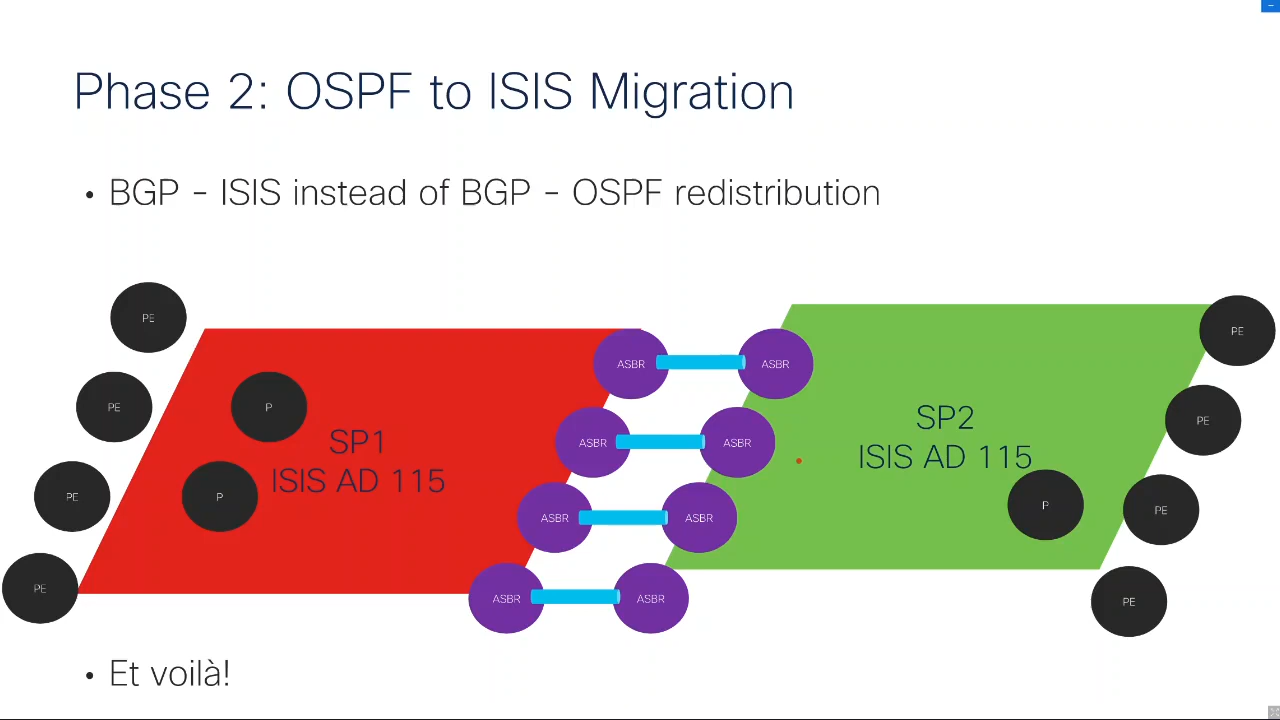 Phase 2: OSPF to ISIS Migration
• BGP - ISIS instead of BGP - OSPF redistribution
PE
PE
PE
PE
P
P
SP1
ISIS AD 115
ASBR
ASBR
ASBR
ASBR
ASBR
ASBR
ASBR
ASBR
SP2
ISIS AD 115
P
PE
PE
PE
PE
• Et voilà!